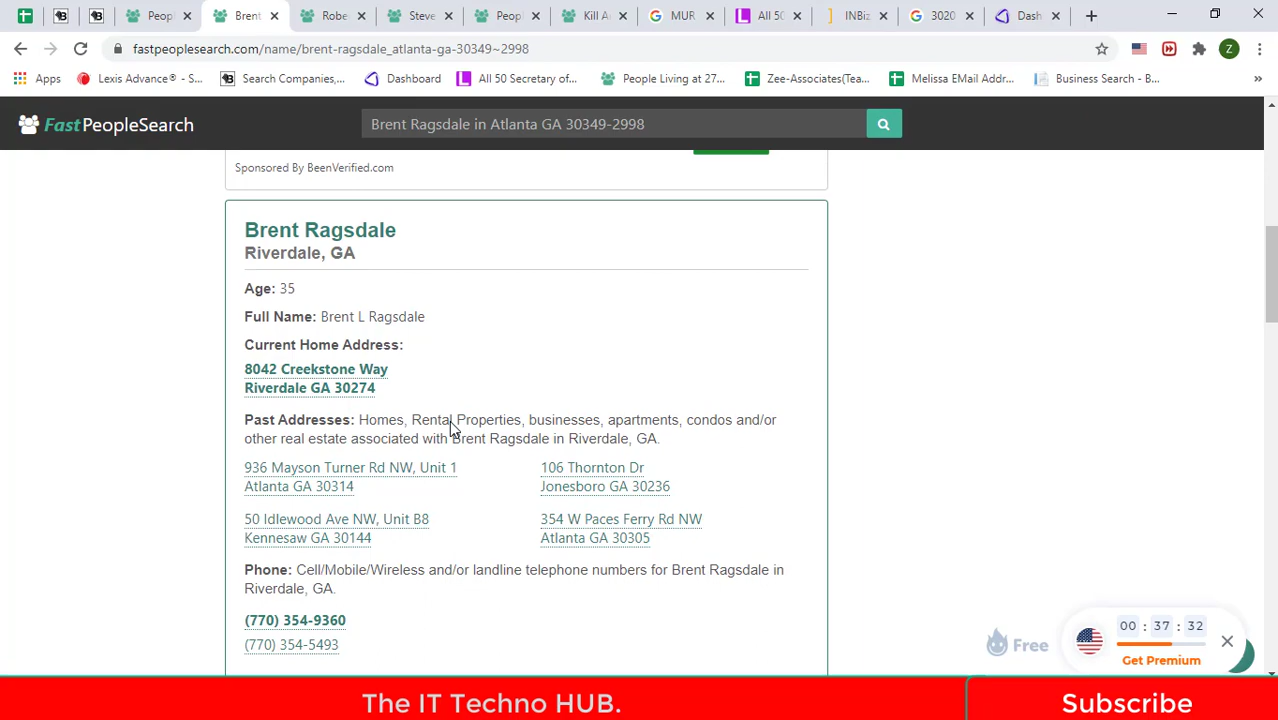 Peopl
Brent
Robe
Steve
Peopl
Kill A
MUR
All 50
INBiz
3020
Dash
fastpeoplesearch.com/name/brent-ragsdale_atlanta-ga-30349~2998
Z
Apps
Lexis Advance® - S...
Search Companies,...
Dashboard
All 50 Secretary of...
People Living at 27...
Zee-Associates(Tea...
Melissa EMail Addr...
Business Search - B...
FastPeopleSearch
Brent Ragsdale in Atlanta GA 30349-2998
Sponsored By BeenVerified.com
Brent Ragsdale
Riverdale, GA
Age: 35
Full Name: Brent L Ragsdale
Current Home Address:
8042 Creekstone Way
Riverdale GA 30274
Past Addresses: Homes, Rental Properties, businesses, apartments, condos and/or
other real estate associated with Brent Ragsdale in Riverdale, GA.
936 Mayson Turner Rd NW, Unit 1
Atlanta GA 30314
106 Thornton Dr
Jonesboro GA 30236
50 Idlewood Ave NW, Unit B8
Kennesaw GA 30144
354 W Paces Ferry Rd NW
Atlanta GA 30305
Phone: Cell/Mobile/Wireless and/or landline telephone numbers for Brent Ragsdale in
Riverdale, GA.
(770) 354-9360
(770) 354-5493
Free
00 : 37 : 32
Get Premium
The IT Techno HUB.
Subscribe